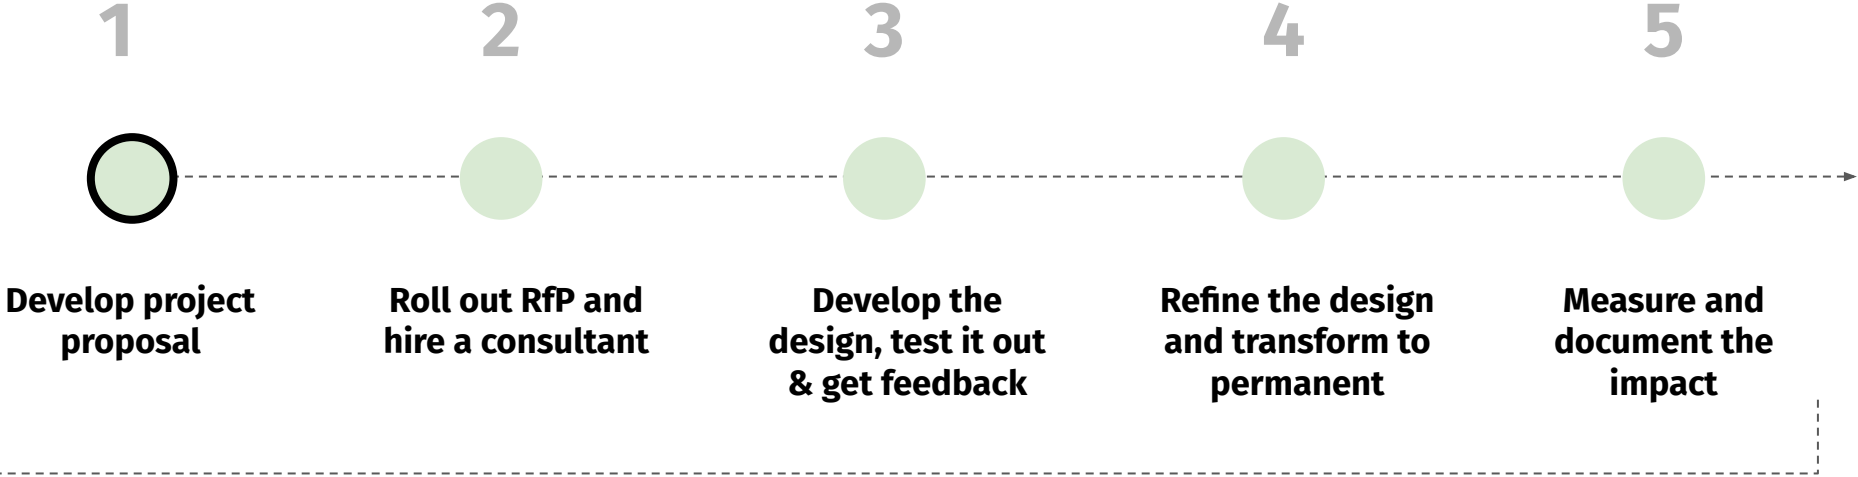 1
2
3
4
5
Develop project
proposal
Roll out RfP and
hire a consultant
Develop the
design, test it out
& get feedback
Refine the design
and transform to
permanent
Measure and
document the
impact